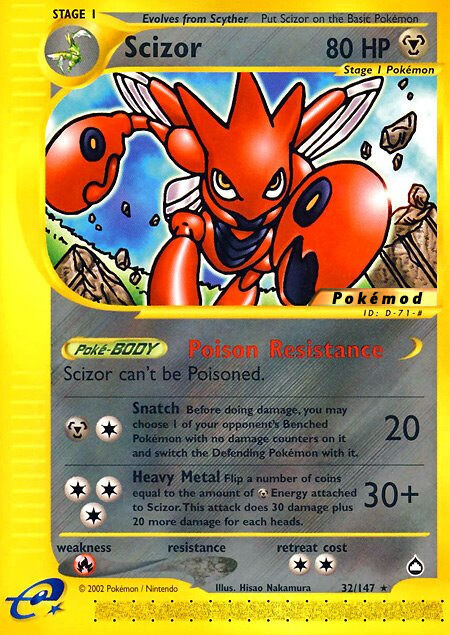 STAGE 1 Evolves from Scyther Put Scizor on the Basic Pokémon
Scizor 80 HP
Stage 1 Pokémon
Pokémod
ID: D-71-#
Poké-BODY Poison Resistance
Scizor can't be Poisoned.
Snatch Before doing damage, you may
choose 1 of your opponent's Benched
Pokémon with no damage counters on it
and switch the Defending Pokémon with it.
20
Heavy Metal Flip a number of coins
equal to the amount of Energy attached
to Scizor. This attack does 30 damage plus
20 more damage for each heads.
30+
weakness resistance retreat cost
©2002 Pokémon / Nintendo Illus. Hisao Nakamura 32/147 ★
e